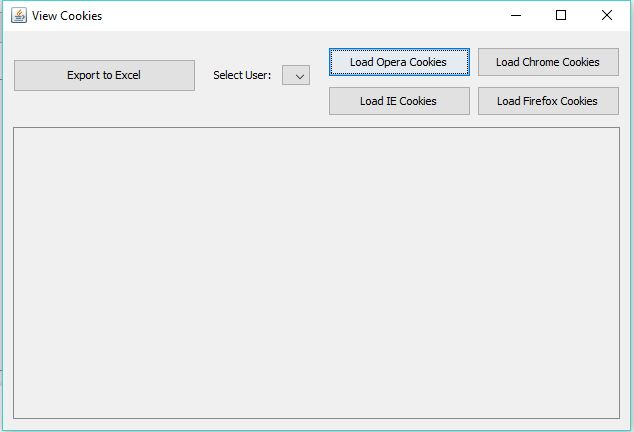 View Cookies
Export to Excel
Select User:
Load Opera Cookies
Load Chrome Cookies
Load IE Cookies
Load Firefox Cookies